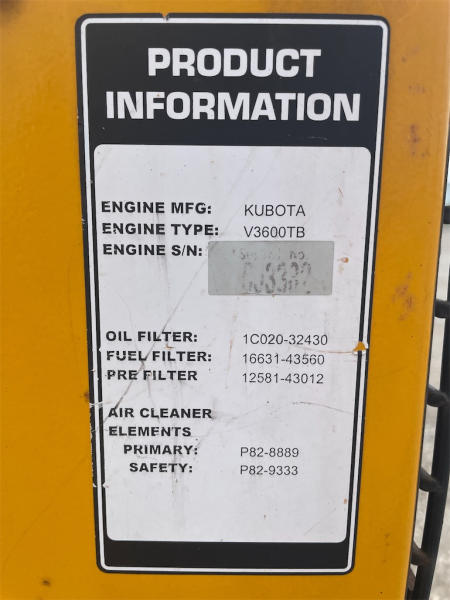 PRODUCT
INFORMATION
ENGINE MFG: KUBOTA
ENGINE TYPE: V3600TB
ENGINE S/N:
OIL FILTER: 1C020-32430
FUEL FILTER: 16631-43560
PRE FILTER 12581-43012
AIR CLEANER
ELEMENTS
PRIMARY: P82-8889
SAFETY: P82-9333